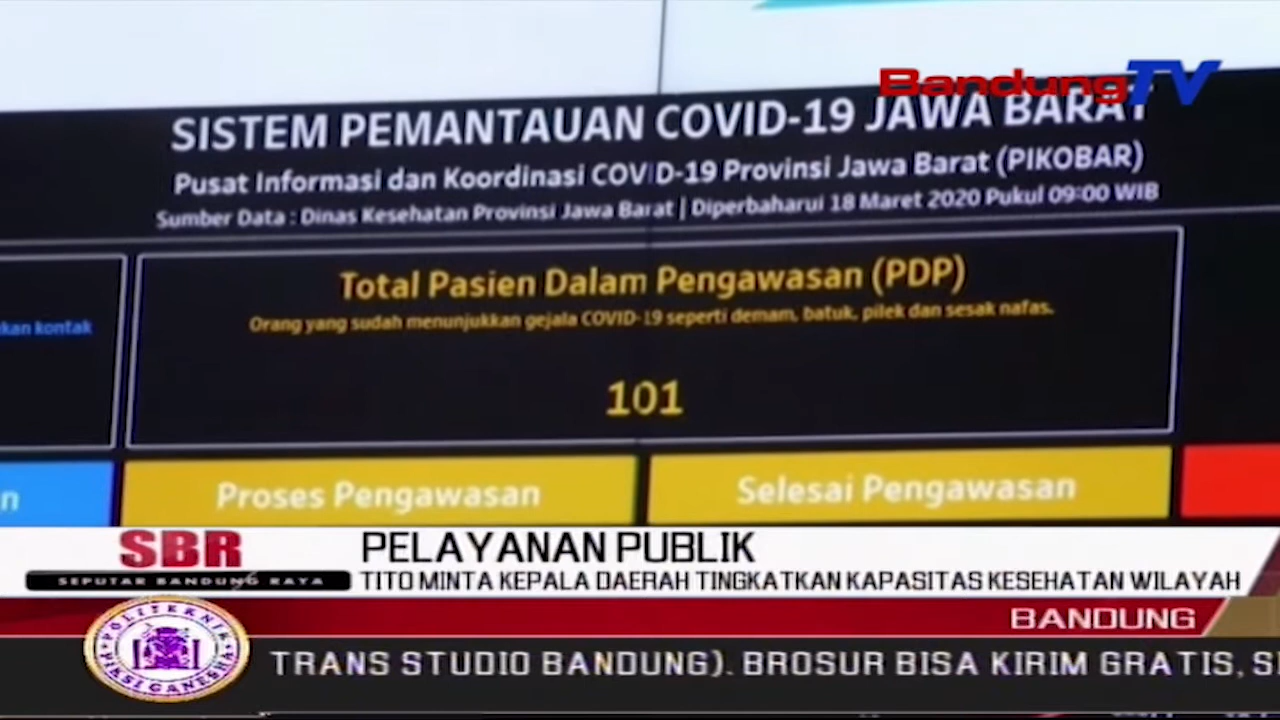 BandungTV
SISTEM PEMANTAUAN COVID-19 JAWA BARAT
Pusat Informasi dan Koordinasi COVID-19 Provinsi Jawa Barat (PIKOBAR)
Sumber Data : Dinas Kesehatan Provinsi Jawa Barat | Diperbaharui 18 Maret 2020 Pukul 09:00 WIB
Total Pasien Dalam Pengawasan (PDP)
Orang yang sudah menunjukkan gejala COVID-19 seperti demam, batuk, pilek dan sesak nafas.
kontak
101
Proses Pengawasan
Selesai Pengawasan
SBR
SEPUTAR BANDUNG RAYA
PELAYANAN PUBLIK
TITO MINTA KEPALA DAERAH TINGKATKAN KAPASITAS KESEHATAN WILAYAH
BANDUNG
POLITEKNIK
GANESHA
TRANS STUDIO BANDUNG). BROSUR BISA KIRIM GRATIS,